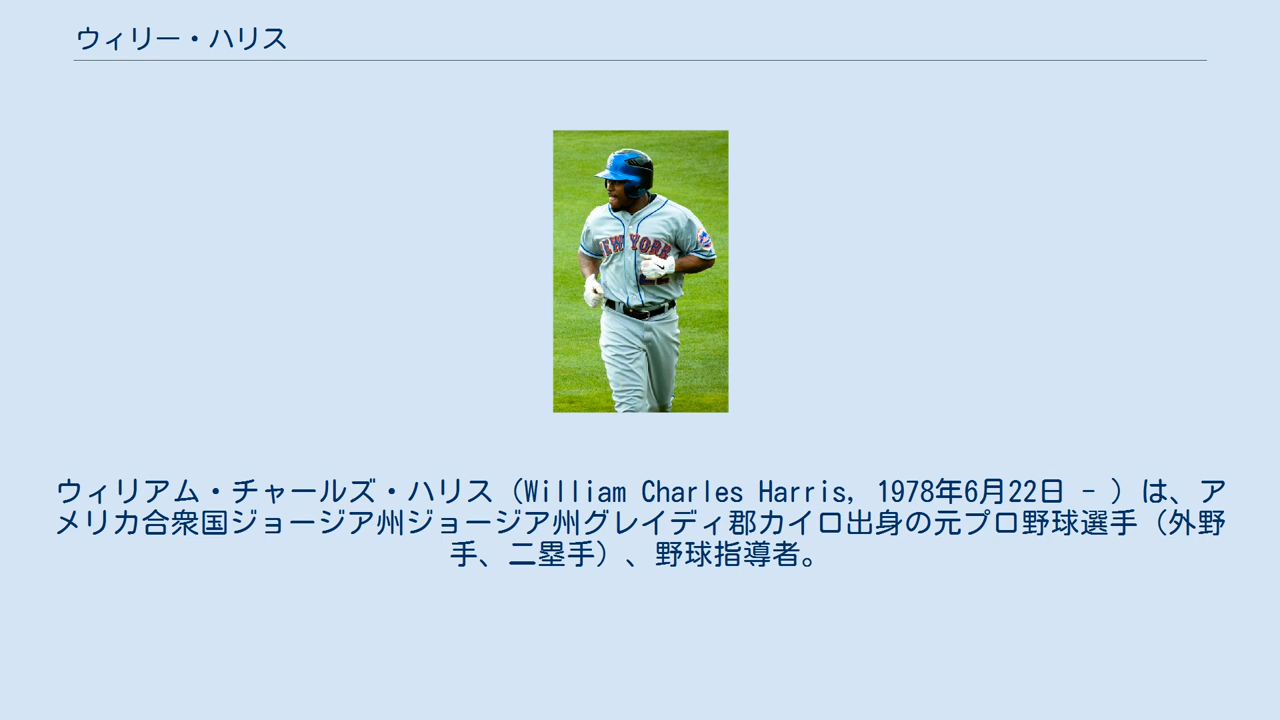 ウィリー・ハリス
NEW YORK
ウィリアム・チャールズ・ハリス（William Charles Harris, 1978年6月22日 - ）は、ア
メリカ合衆国ジョージア州ジョージア州グレイディ郡カイロ出身の元プロ野球選手（外野
手、二塁手）、野球指導者。